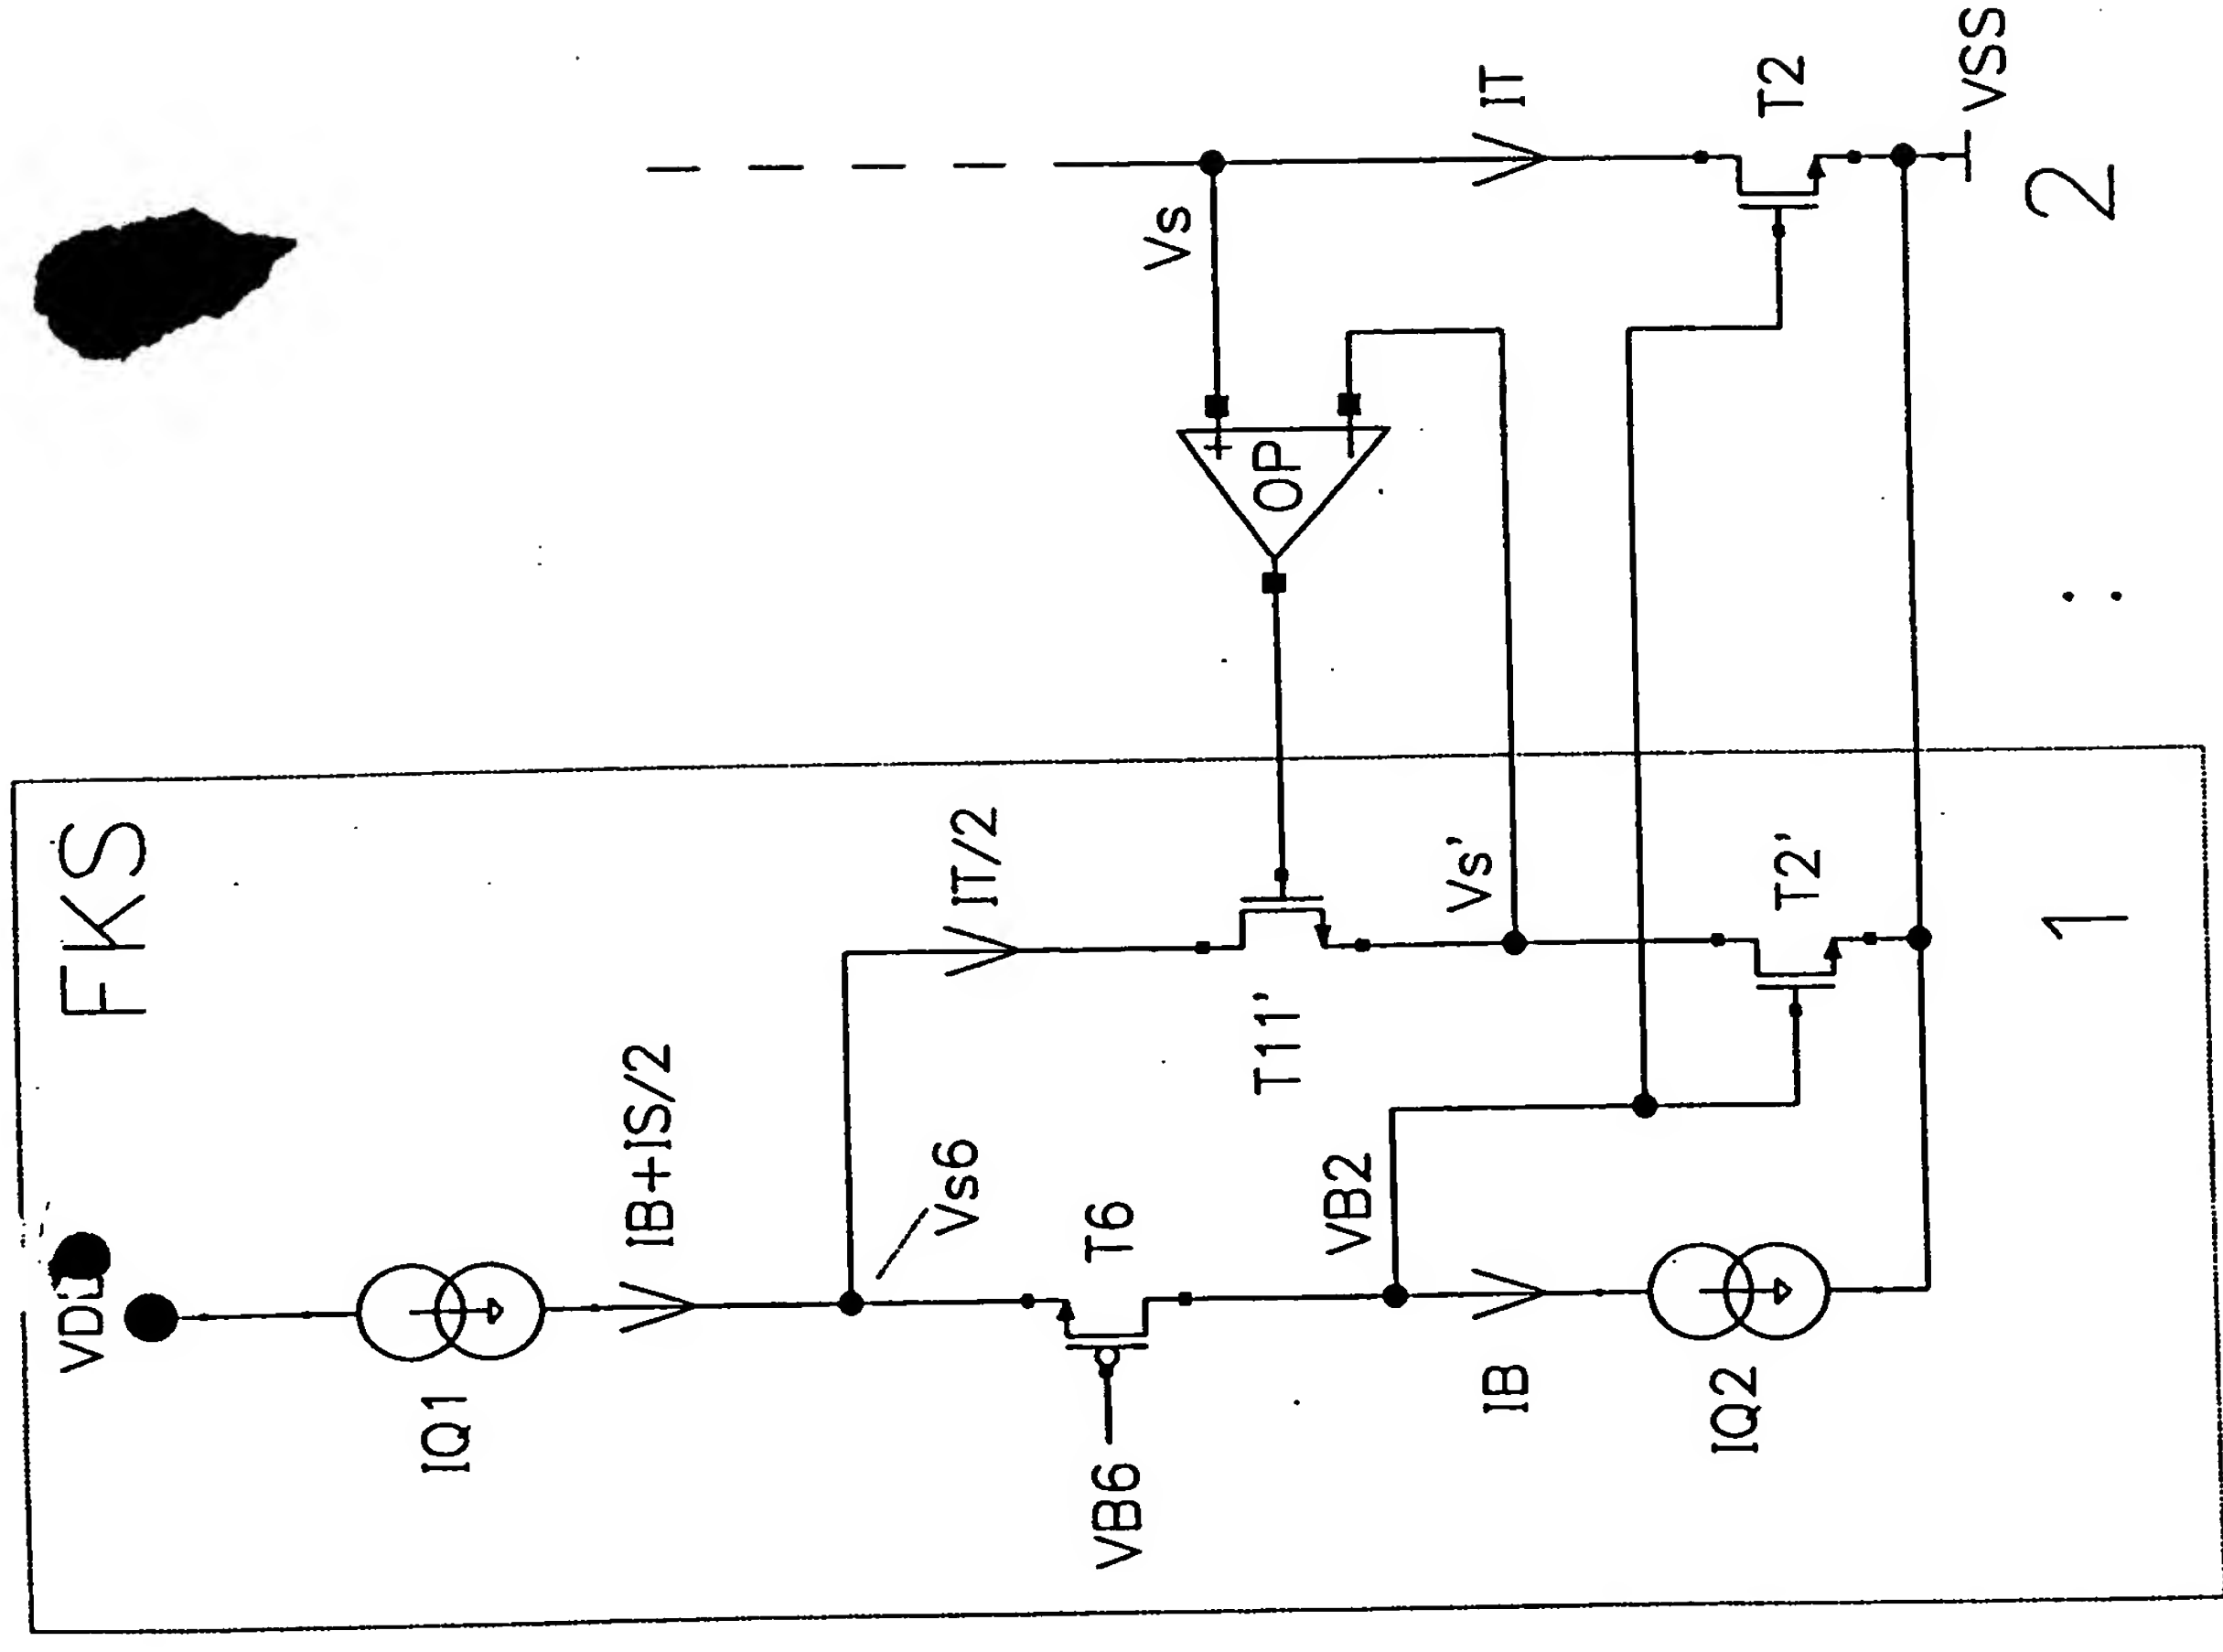 VDD
FKS
IQ1
IB+IS/2
Vs6
IT/2
VB6
T6
Vs
T11'
+
OP
-
VB2
Vs'
IB
IT
IQ2
T2'
T2
VSS
1
2